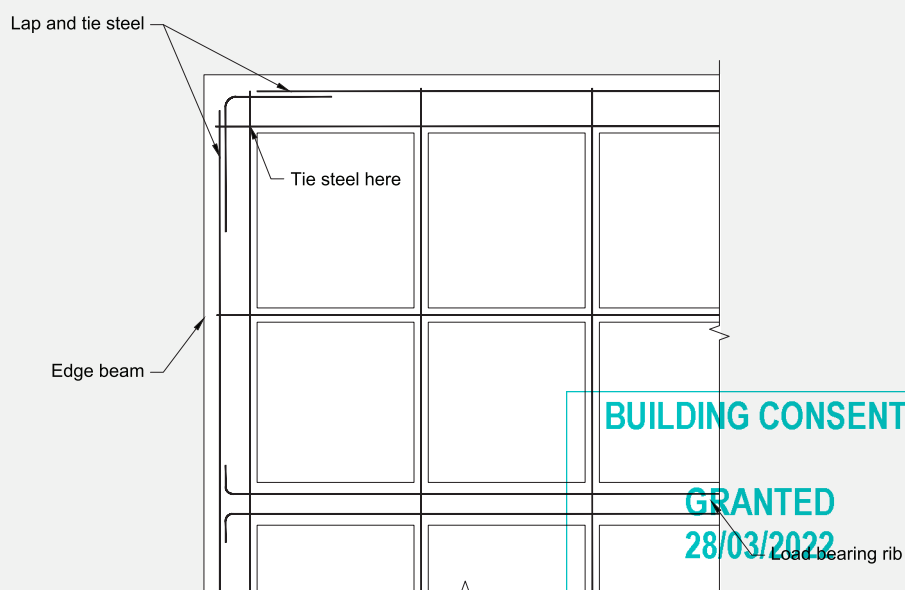 Lap and tie steel
Tie steel here
Edge beam
BUILDING CONSENT
GRANTED
28/03/2022
Load bearing rib